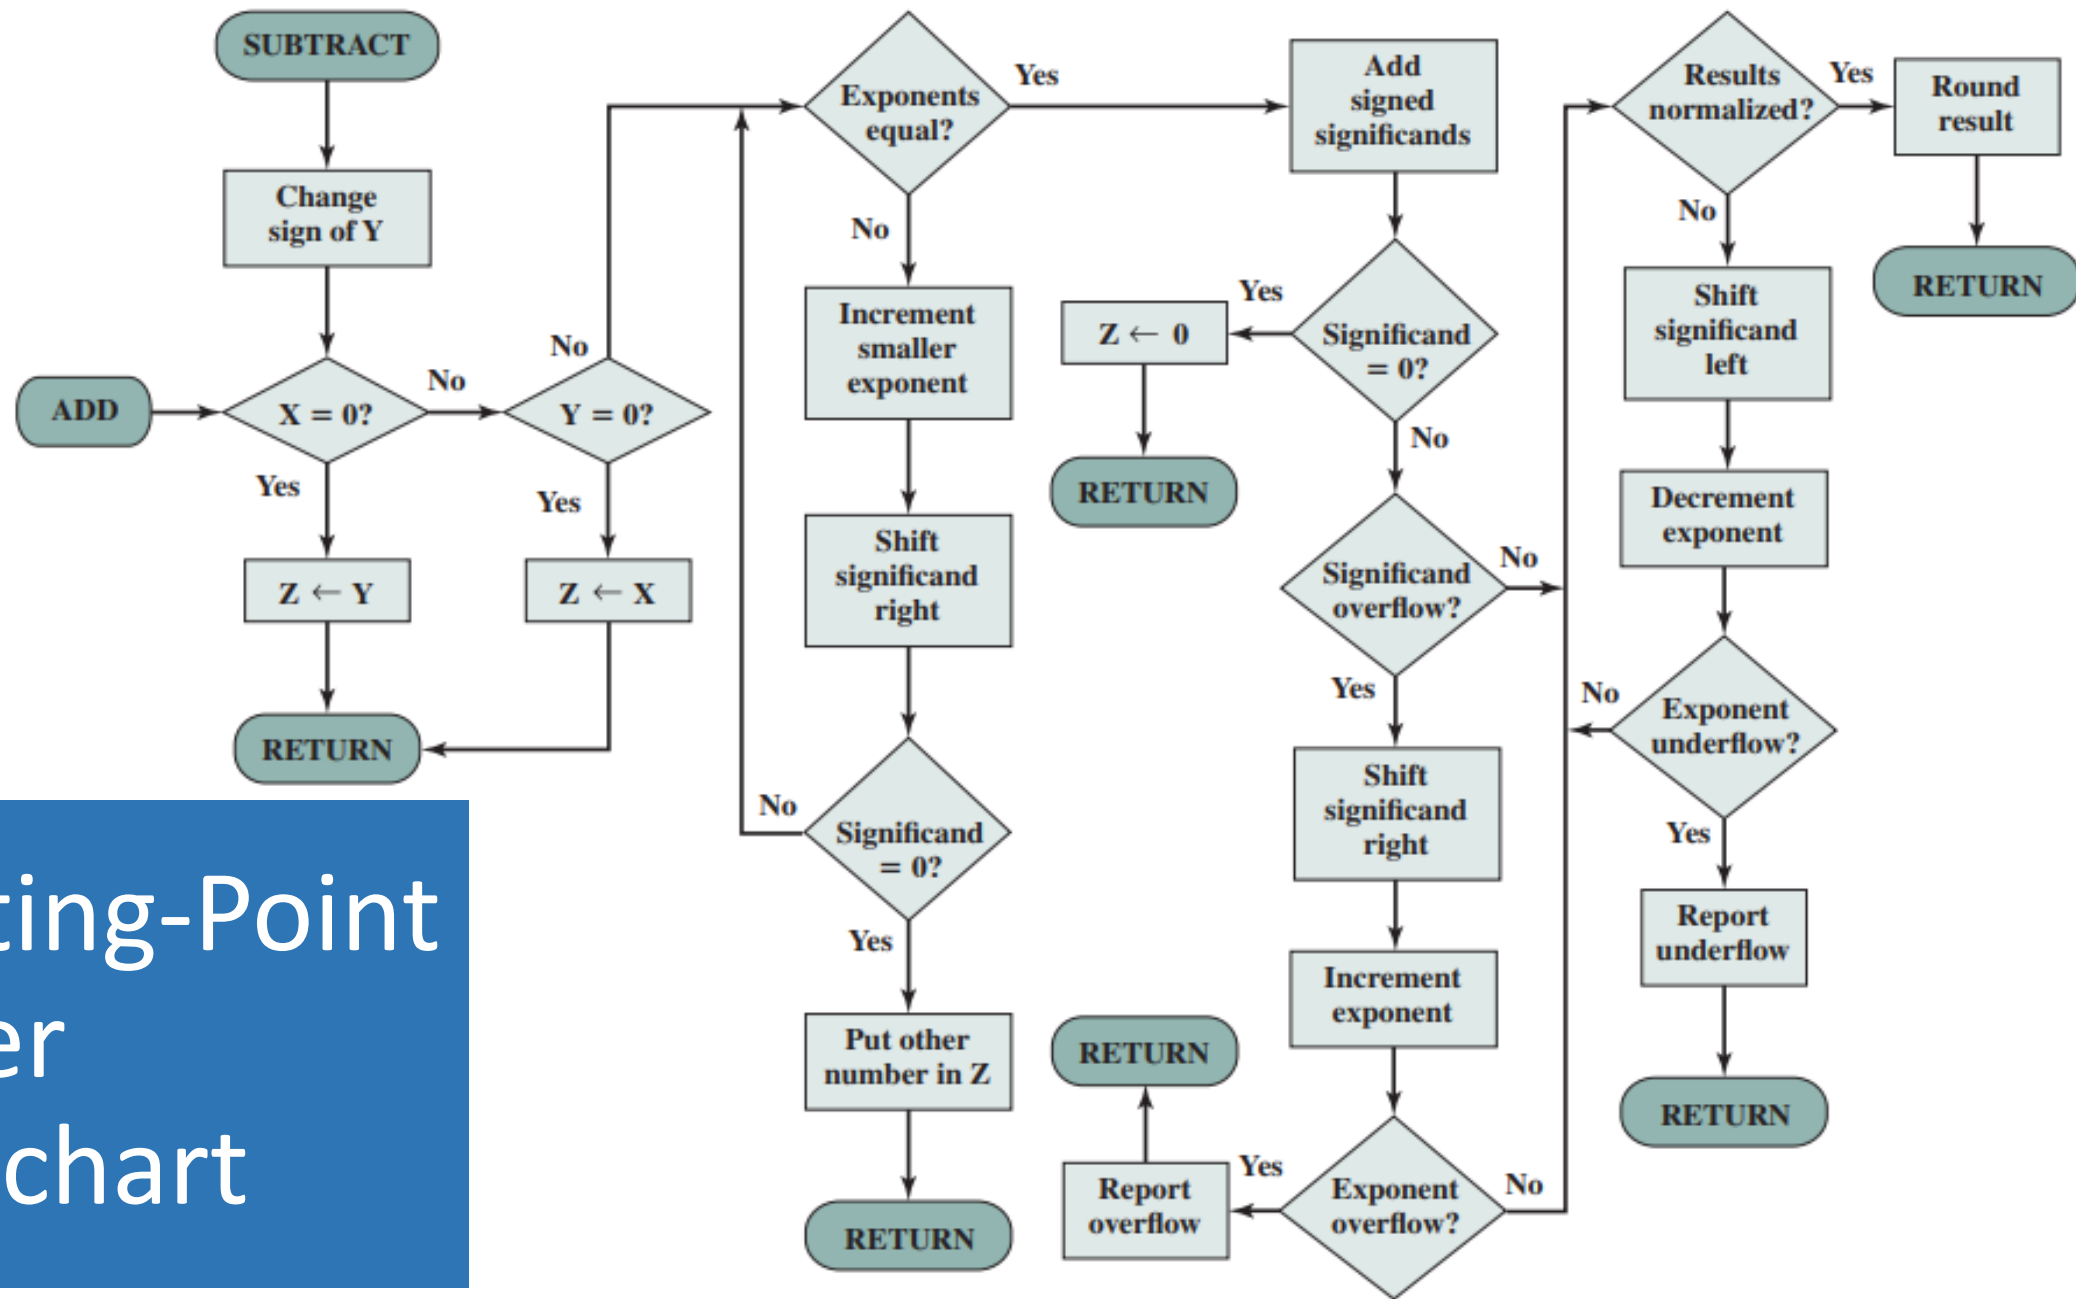 SUBTRACT
Change
sign of Y
ADD
X = 0?
No
Yes
Z ← Y
RETURN
Y = 0?
No
Yes
Z ← X
Exponents
equal?
Yes
No
Increment
smaller
exponent
Shift
significand
right
Significand
= 0?
No
Yes
Put other
number in Z
RETURN
Add
signed
significands
Significand
= 0?
Yes
Z ← 0
RETURN
No
Significand
overflow?
No
Yes
Shift
significand
right
Increment
exponent
Exponent
overflow?
Yes
Report
overflow
RETURN
No
Results
normalized?
Yes
Round
result
RETURN
No
Shift
significand
left
Decrement
exponent
Exponent
underflow?
No
Yes
Report
underflow
RETURN
ting-Point
er
chart